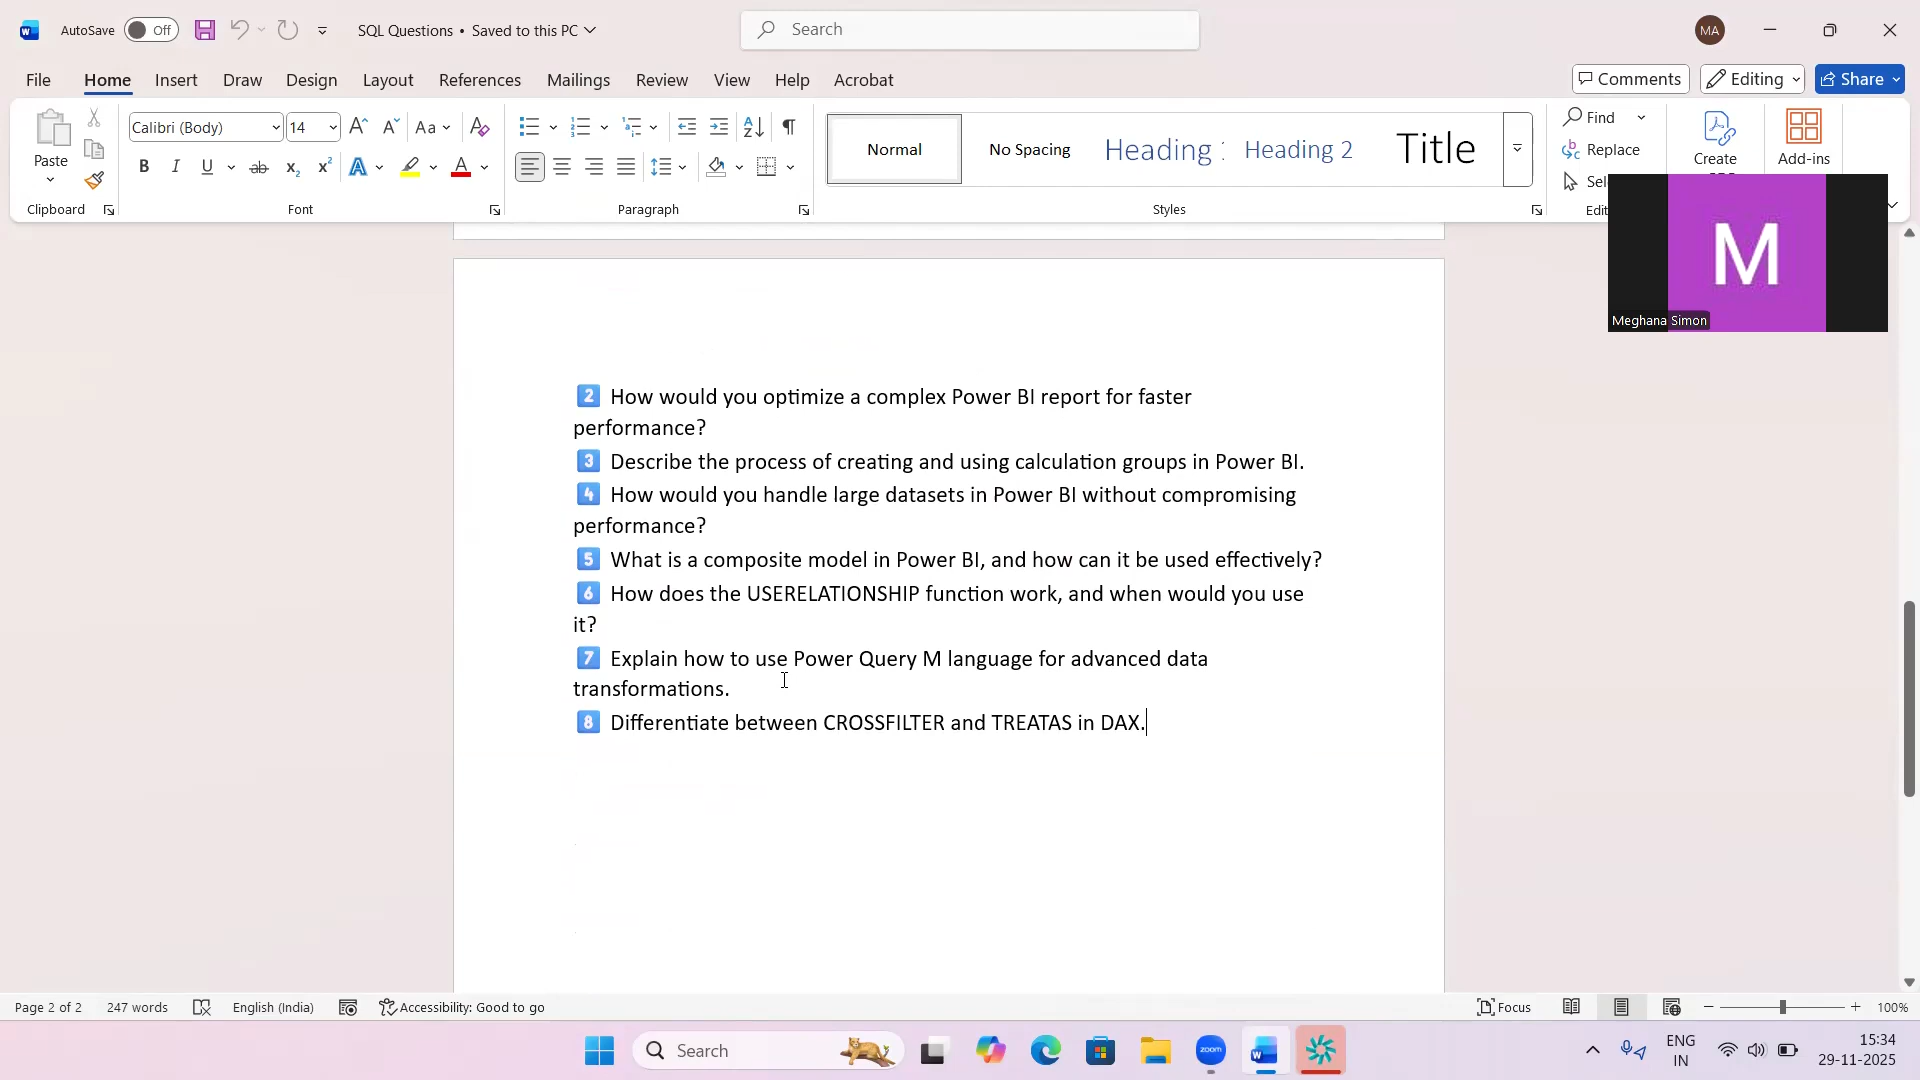 AutoSave Off SQL Questions • Saved to this PC Search MA
File Home Insert Draw Design Layout References Mailings Review View Help Acrobat Comments Editing Share
Paste Calibri (Body) 14 Aa Normal No Spacing Heading Heading 2 Title Find Replace Create Add-ins
Clipboard Font Paragraph Styles
M
Meghana Simon
2 How would you optimize a complex Power BI report for faster
performance?
3 Describe the process of creating and using calculation groups in Power BI.
4 How would you handle large datasets in Power BI without compromising
performance?
5 What is a composite model in Power BI, and how can it be used effectively?
6 How does the USERELATIONSHIP function work, and when would you use
it?
7 Explain how to use Power Query M language for advanced data
transformations.
8 Differentiate between CROSSFILTER and TREATAS in DAX.
Page 2 of 2 247 words English (India) Accessibility: Good to go Focus 100%
Search zoom ENG IN 15:34
29-11-2025